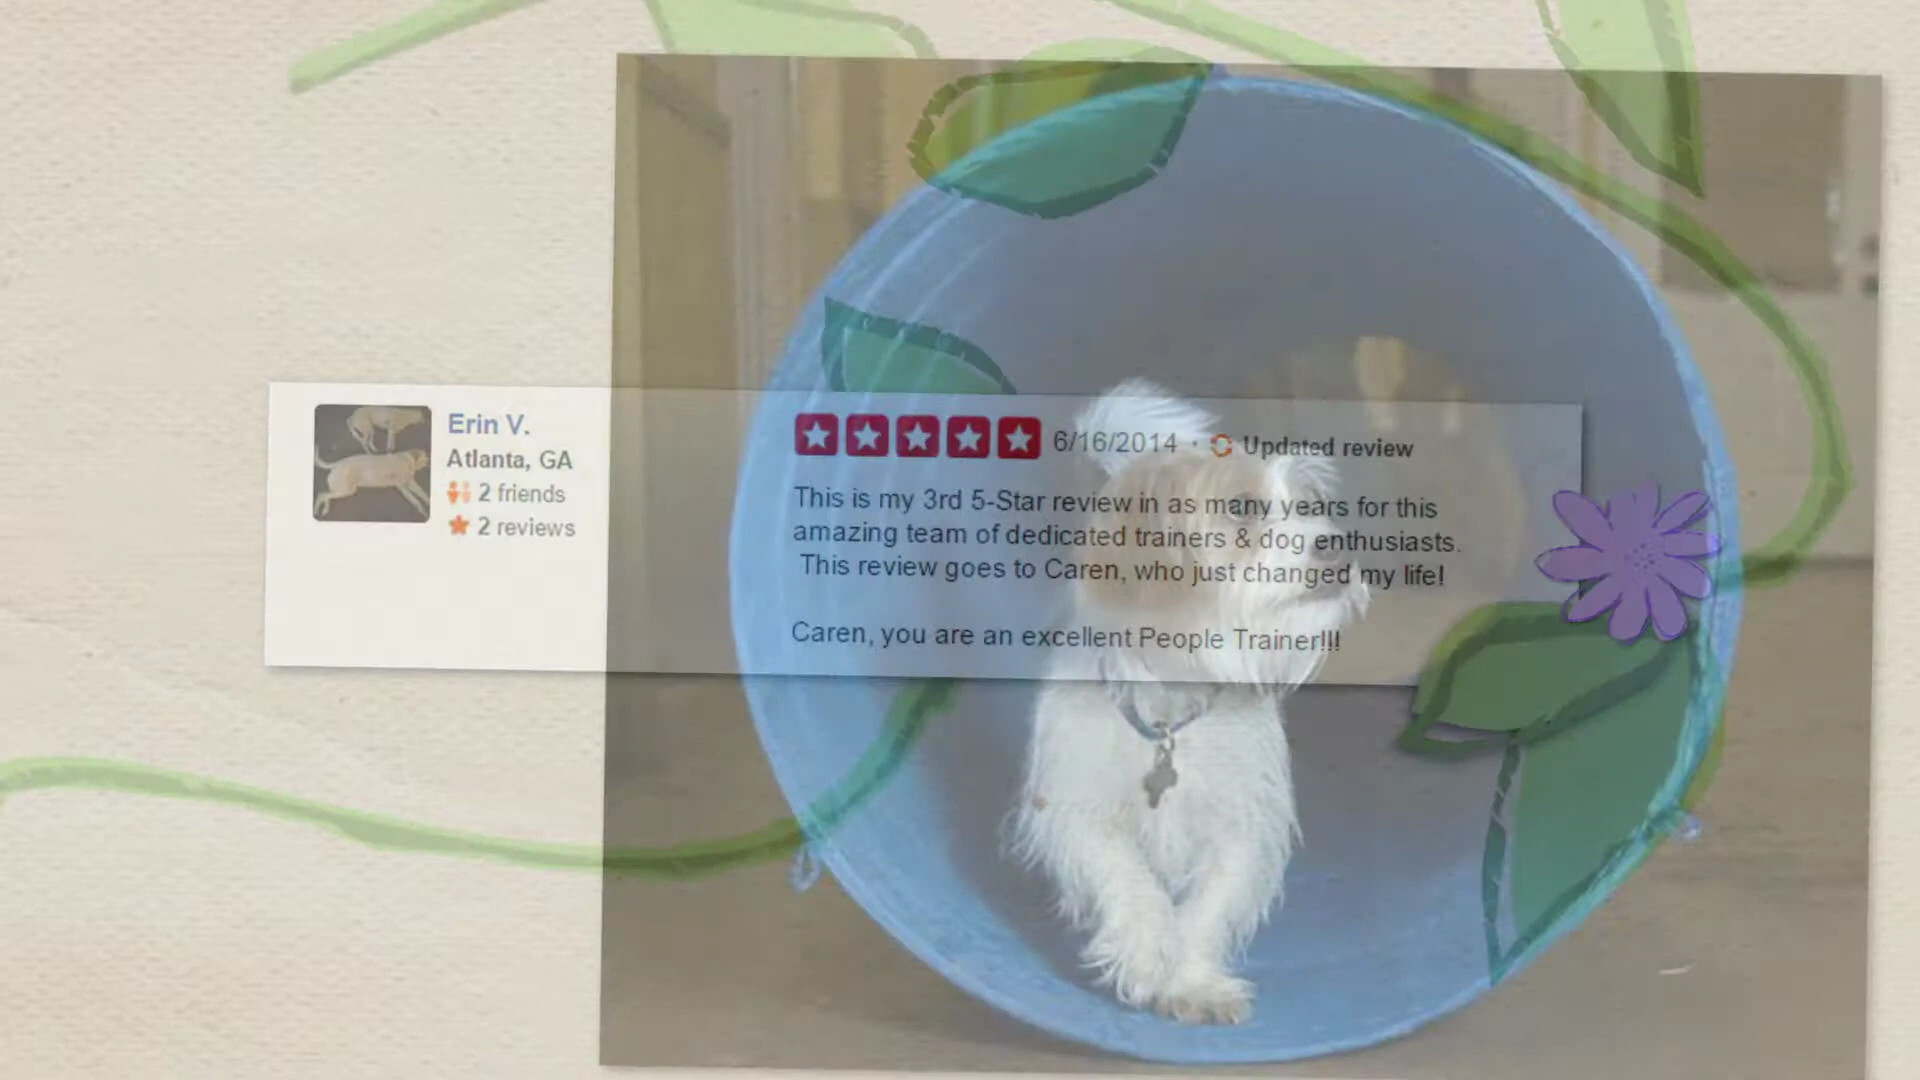 Erin V.
Atlanta, GA
2 friends
2 reviews
6/16/2014 · Updated review
This is my 3rd 5-Star review in as many years for this
amazing team of dedicated trainers & dog enthusiasts.
This review goes to Caren, who just changed my life!
Caren, you are an excellent People Trainer!!!